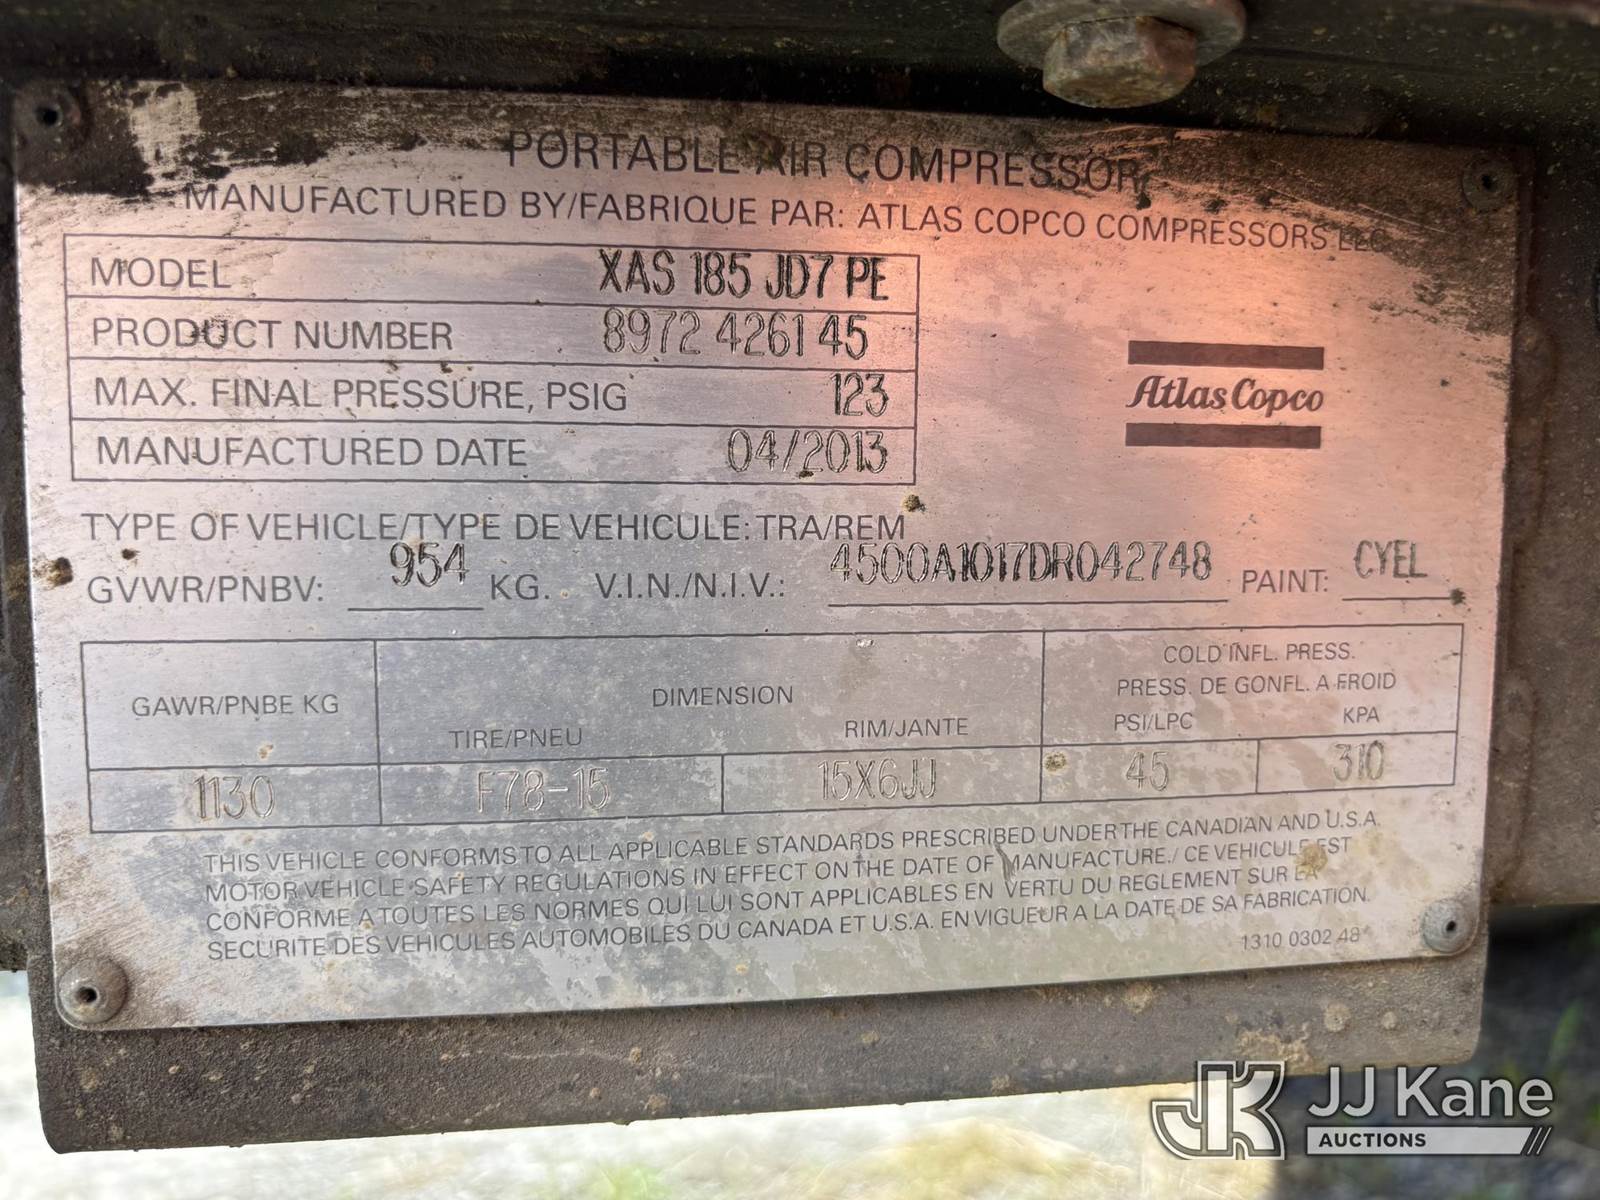 PORTABLE AIR COMPRESSOR
MANUFACTURED BY/FABRIQUE PAR: ATLAS COPCO COMPRESSORS LLC
MODEL XAS 185 JD7 PE
PRODUCT NUMBER 8972 4261 45
MAX. FINAL PRESSURE, PSIG 123
MANUFACTURED DATE 04/2013
Atlas Copco
TYPE OF VEHICLE/TYPE DE VEHICULE: TRA/REM
GVWR/PNBV: 954 KG. V.I.N./N.I.V.: 4500A1017DR042748 PAINT: CYEL
COLD INFL. PRESS.
PRESS. DE GONFL. A FROID
GAWR/PNBE KG DIMENSION
TIRE/PNEU RIM/JANTE PSI/LPC KPA
1130 F78-15 15X6JJ 45 310
THIS VEHICLE CONFORMS TO ALL APPLICABLE STANDARDS PRESCRIBED UNDER THE CANADIAN AND U.S.A.
MOTOR VEHICLE SAFETY REGULATIONS IN EFFECT ON THE DATE OF MANUFACTURE./ CE VEHICULE EST
CONFORME A TOUTES LES NORMES QUI LUI SONT APPLICABLES EN VERTU DU REGLEMENT SUR LA
SECURITE DES VEHICULES AUTOMOBILES DU CANADA ET U.S.A. EN VIGUEUR A LA DATE DE SA FABRICATION.
1310 0302 48
JK JJ Kane
AUCTIONS